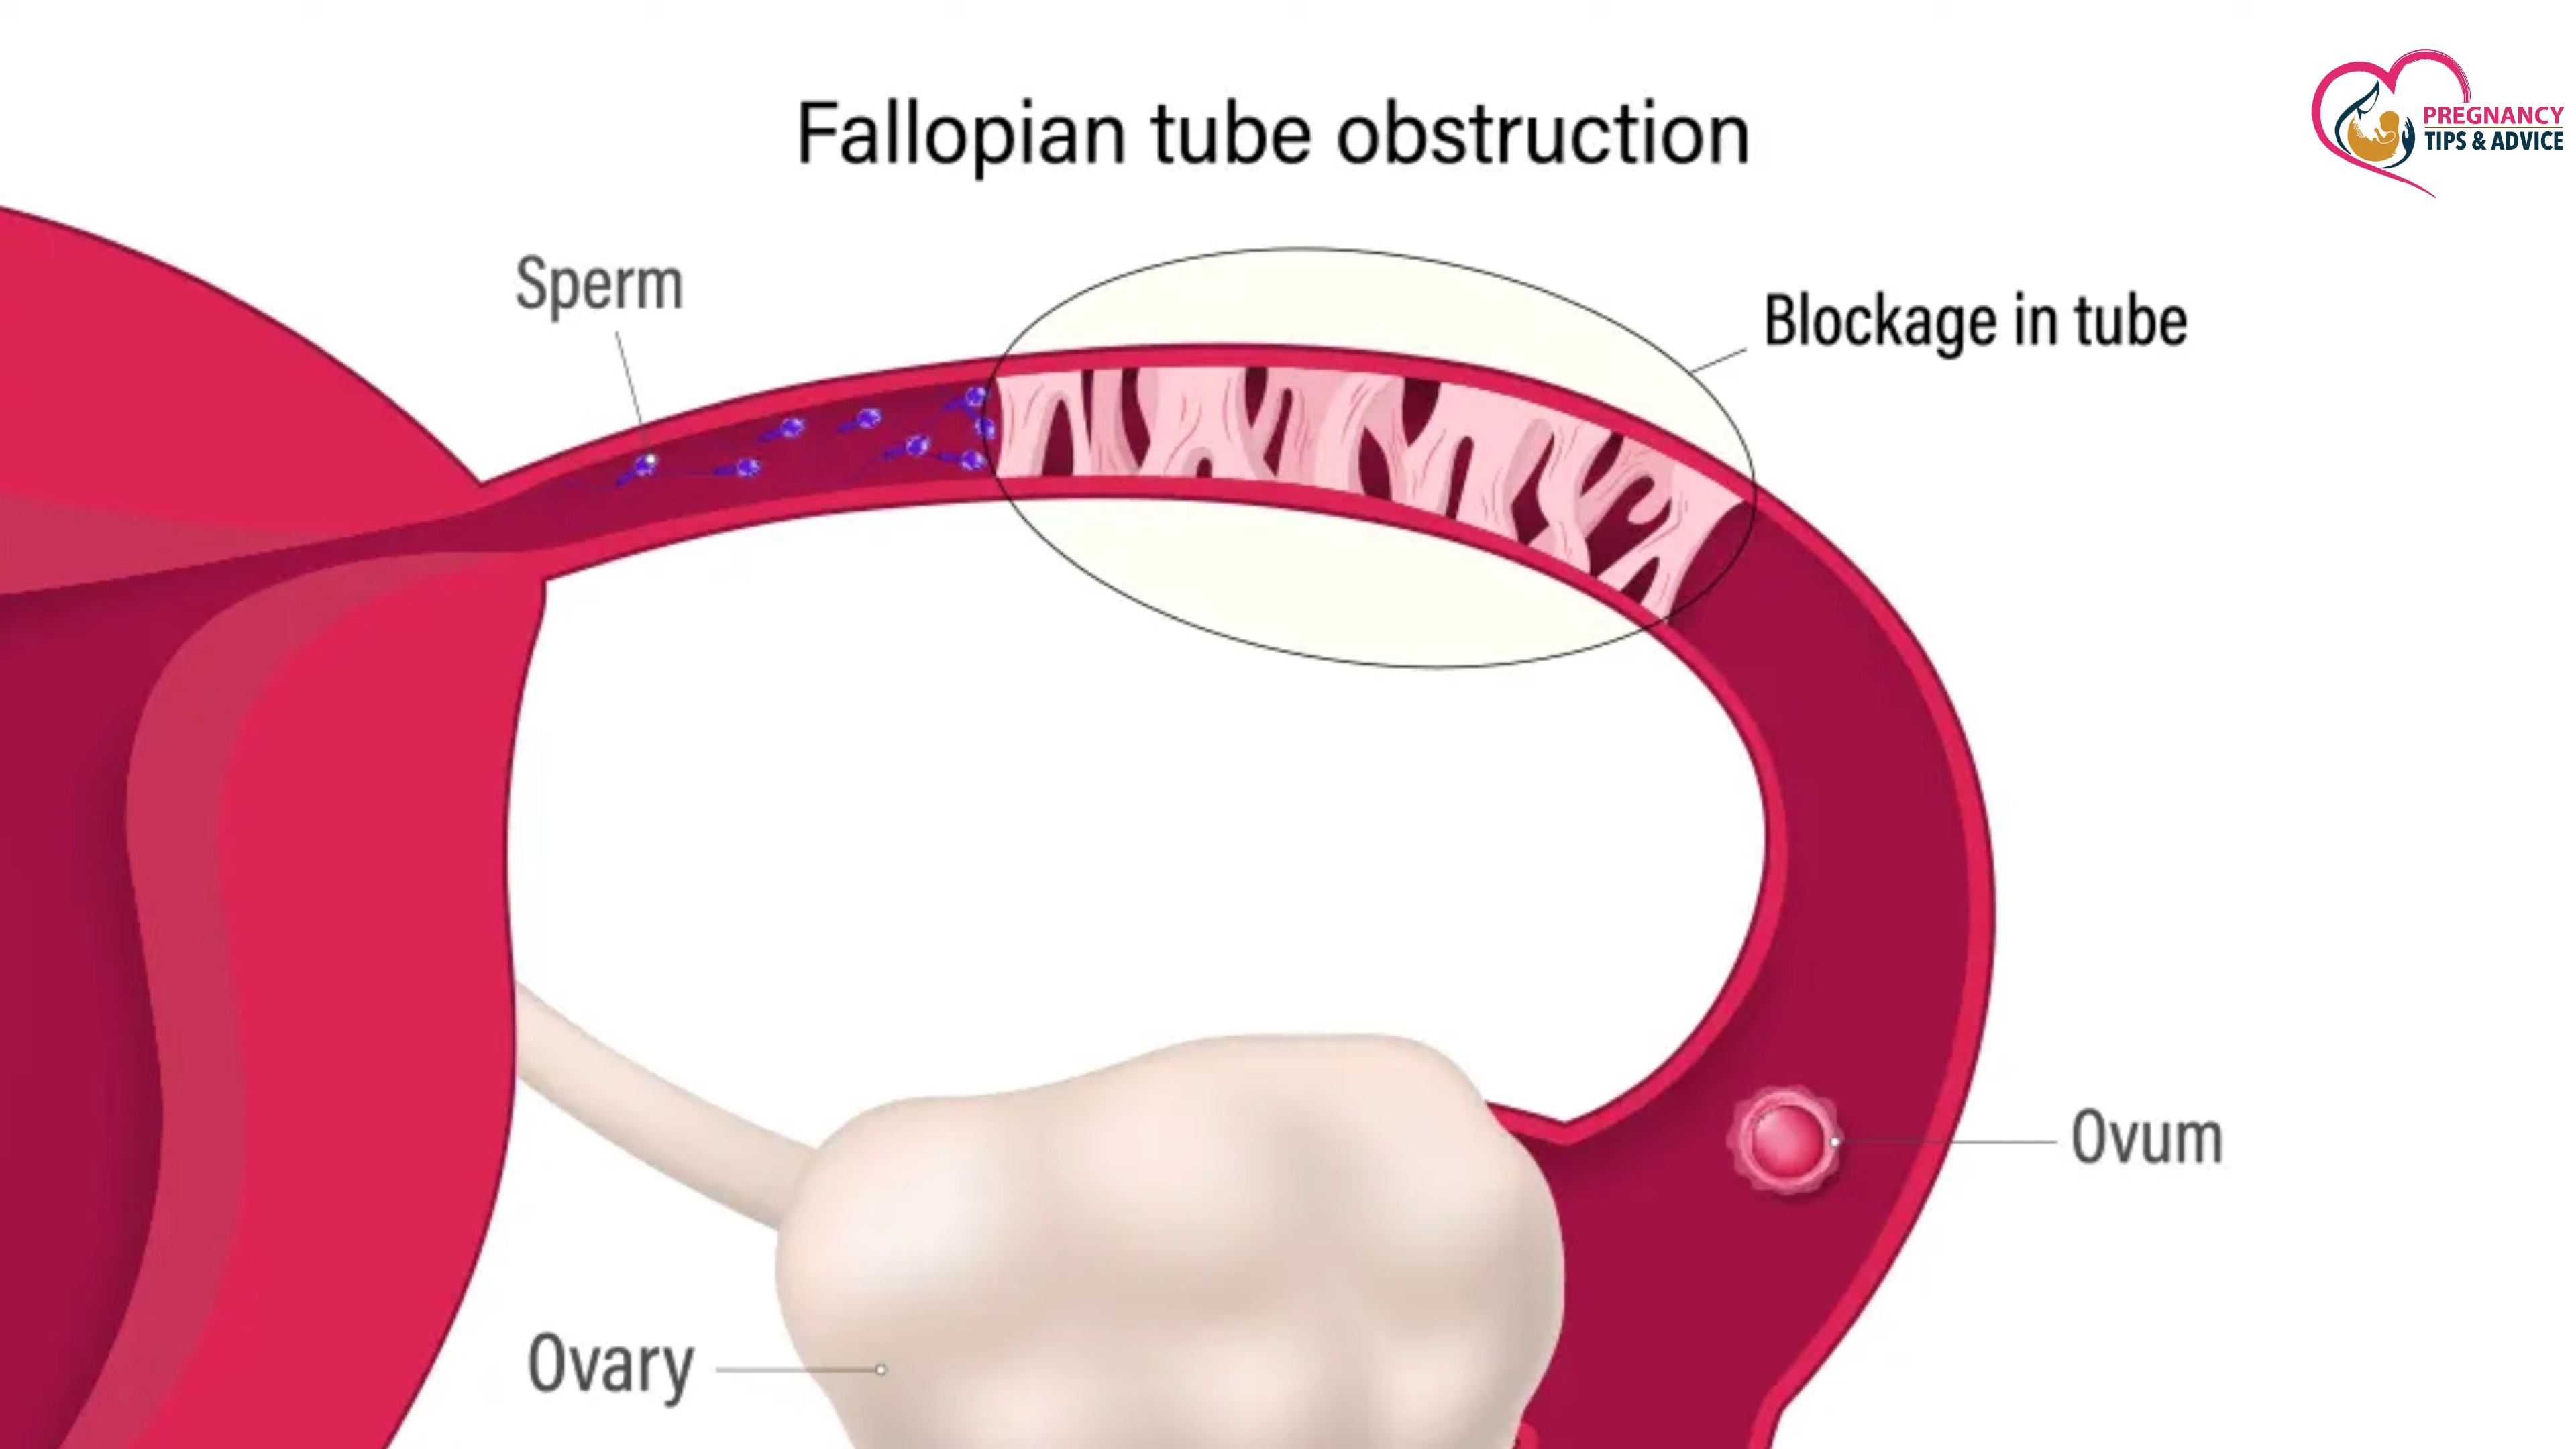 Fallopian tube obstruction
PREGNANCY
TIPS & ADVICE
Sperm
Blockage in tube
Ovum
Ovary